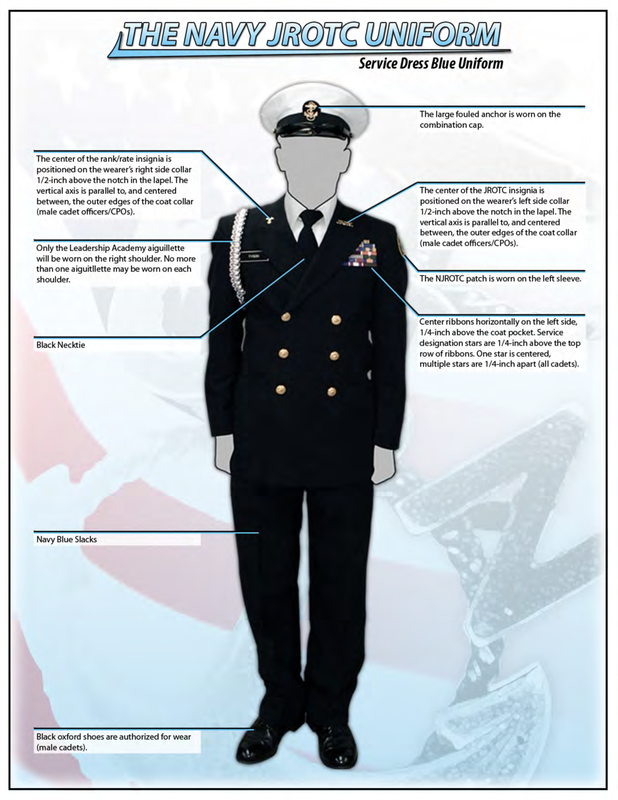 THE NAVY JROTC UNIFORM
Service Dress Blue Uniform
The large fouled anchor is worn on the
combination cap.
The center of the rank/rate insignia is
positioned on the wearer's right side collar
1/2-inch above the notch in the lapel. The
vertical axis is parallel to, and centered
between, the outer edges of the coat collar
(male cadet officers/CPOs).
The center of the JROTC insignia is
positioned on the wearer's left side collar
1/2-inch above the notch in the lapel. The
vertical axis is parallel to, and centered
between, the outer edges of the coat collar
(male cadet officers/CPOs).
Only the Leadership Academy aiguillette
will be worn on the right shoulder. No more
than one aiguitllette may be worn on each
shoulder.
The NJROTC patch is worn on the left sleeve.
Center ribbons horizontally on the left side,
1/4-inch above the coat pocket. Service
designation stars are 1/4-inch above the top
row of ribbons. One star is centered,
multiple stars are 1/4-inch apart (all cadets).
Black Necktie
Navy Blue Slacks
Black oxford shoes are authorized for wear
(male cadets).